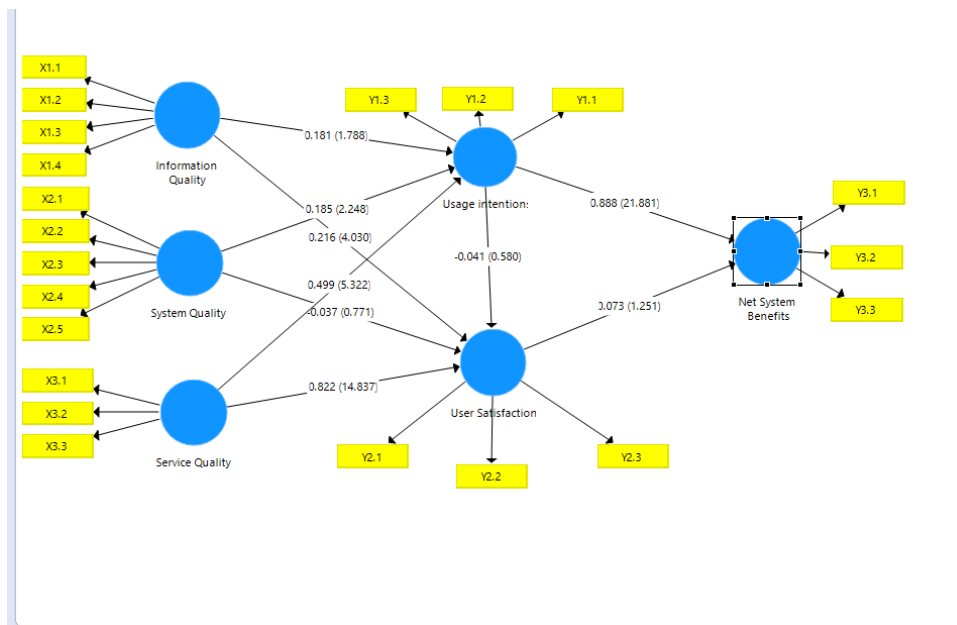 X1.1
X1.2
X1.3
X1.4
Information
Quality
X2.1
X2.2
X2.3
X2.4
X2.5
System Quality
X3.1
X3.2
X3.3
Service Quality
0.181 (1.788)
0.185 (2.248)
0.216 (4.030)
0.499 (5.322)
-0.037 (0.771)
0.822 (14.837)
Y1.3
Y1.2
Y1.1
Usage intention:
-0.041 (0.580)
User Satisfaction
Y2.1
Y2.2
Y2.3
0.888 (21.881)
0.073 (1.251)
Net System
Benefits
Y3.1
Y3.2
Y3.3